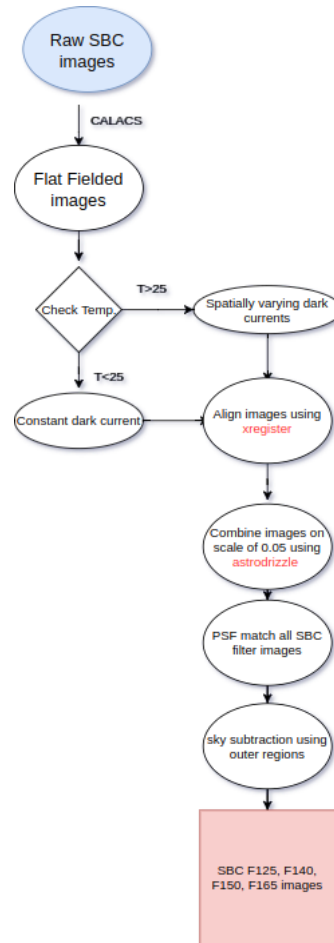 Raw SBC
images
CALACS
Flat Fielded
images
Check Temp.
T>25
Spatially varying dark
currents
T<25
Constant dark current
Align images using
xregister
Combine images on
scale of 0.05 using
astrodrizzle
PSF match all SBC
filter images
sky subtraction using
outer regions
SBC F125, F140,
F150, F165 images